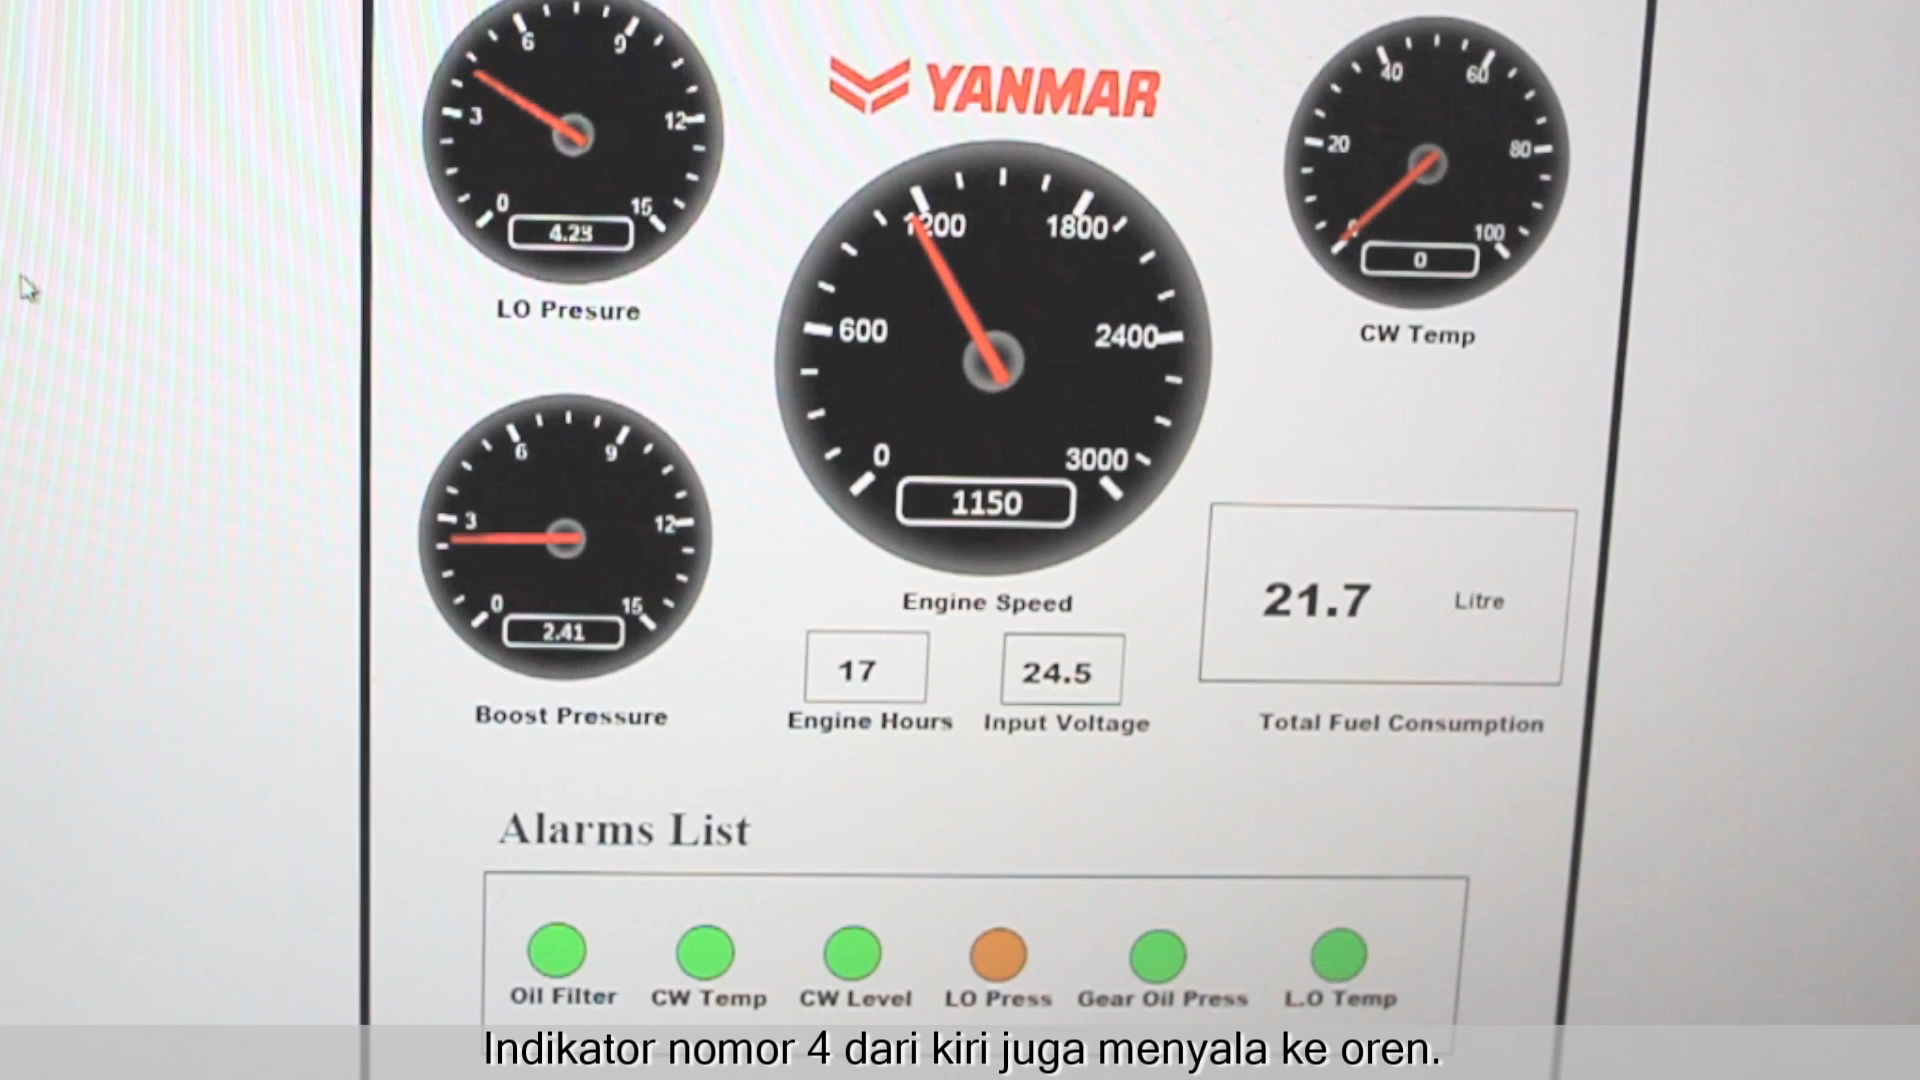 6 9
3 12
0 15
4.23
LO Presure
YANMAR
40 60
20 80
0 100
0
CW Temp
1200 1800
600 2400
0 3000
1150
Engine Speed
6 9
3 12
0 15
2.41
Boost Pressure
17
Engine Hours
24.5
Input Voltage
21.7 Litre
Total Fuel Consumption
Alarms List
Oil Filter CW Temp CW Level LO Press Gear Oil Press L.O Temp
Indikator nomor 4 dari kiri juga menyala ke oren.